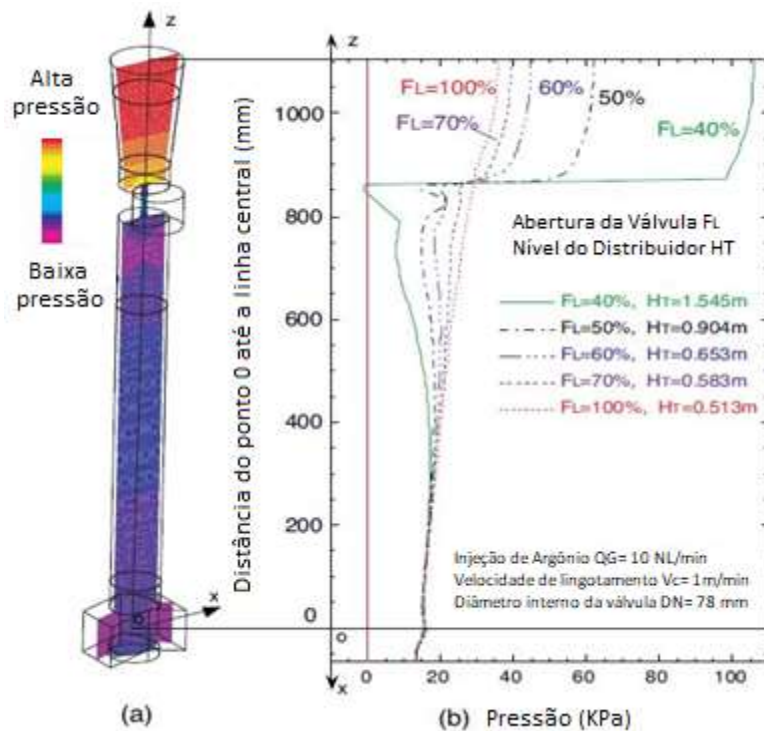 Alta
pressão
Baixa
pressão
z
x
o
(a)
Distância do ponto 0 até a linha central (mm)
z
1000
800
600
400
200
0
o
x
0 20 40 60 80 100
(b) Pressão (KPa)
FL=100%
FL=70%
60%
50%
FL=40%
Abertura da Válvula FL
Nível do Distribuidor HT
FL=40%, HT=1.545m
FL=50%, HT=0.904m
FL=60%, HT=0.653m
FL=70%, HT=0.583m
FL=100%, HT=0.513m
Injeção de Argônio QG= 10 NL/min
Velocidade de lingotamento Vc= 1m/min
Diâmetro interno da válvula DN= 78 mm